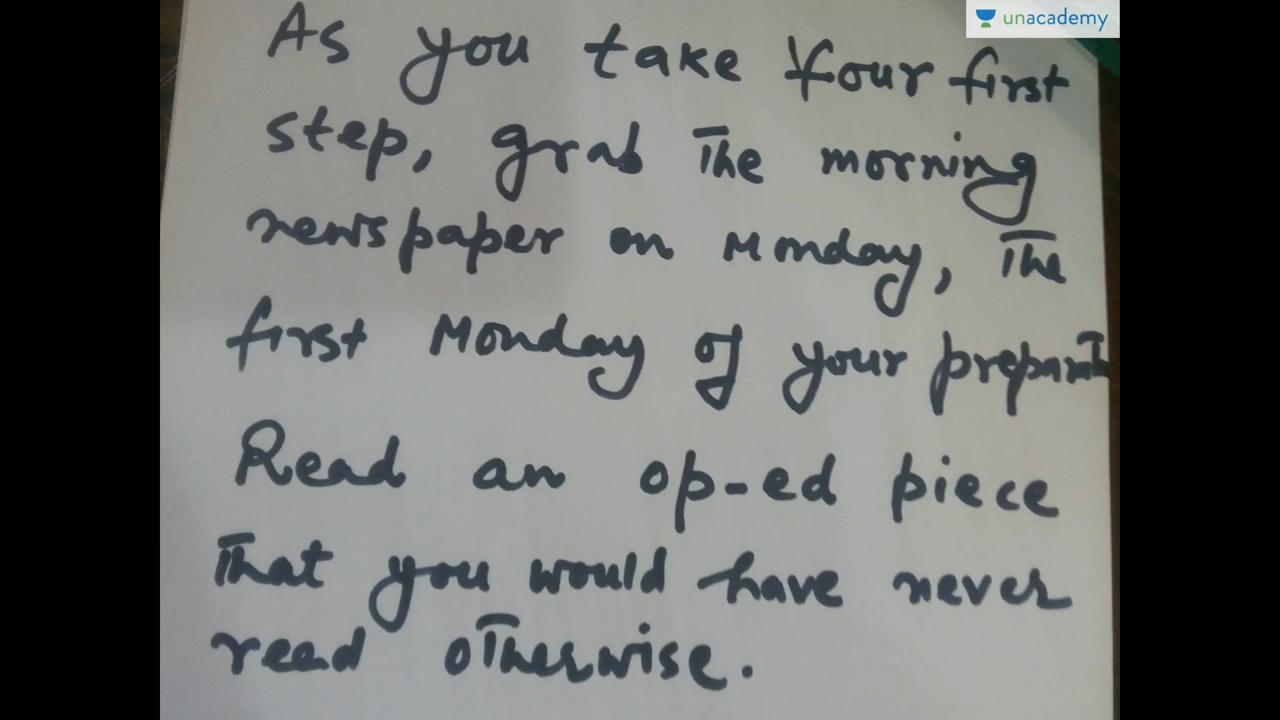 unacademy
As you take Your first
step, grab The morning
newspaper on Monday, The
first Monday of your
Read an op-ed piece
That you would have never
read otherwise.